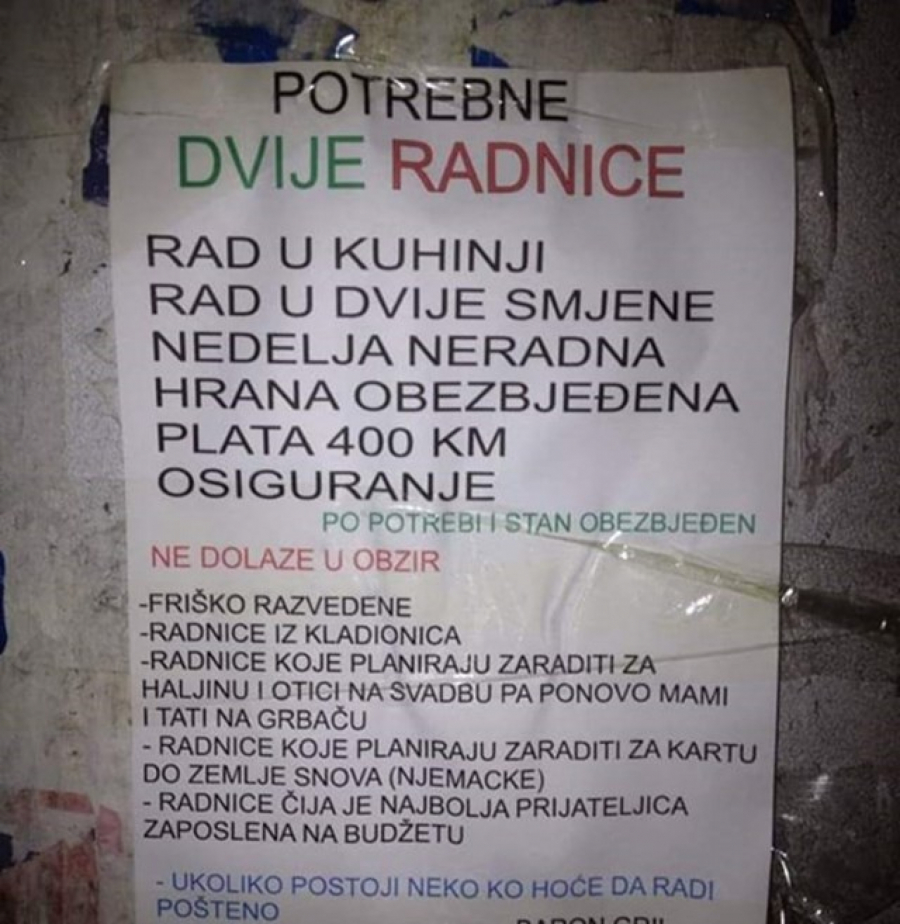 POTREBNE
DVIJE RADNICE
RAD U KUHINJI
RAD U DVIJE SMJENE
NEDELJA NERADNA
HRANA OBEZBJEĐENA
PLATA 400 KM
OSIGURANJE
PO POTREBI I STAN OBEZBJEĐEN
NE DOLAZE U OBZIR
-FRIŠKO RAZVEDENE
-RADNICE IZ KLADIONICA
-RADNICE KOJE PLANIRAJU ZARADITI ZA
HALJINU I OTICI NA SVADBU PA PONOVO MAMI
I TATI NA GRBAČU
- RADNICE KOJE PLANIRAJU ZARADITI ZA KARTU
DO ZEMLJE SNOVA (NJEMACKE)
- RADNICE ČIJA JE NAJBOLJA PRIJATELJICA
ZAPOSLENA NA BUDŽETU
- UKOLIKO POSTOJI NEKO KO HOĆE DA RADI
POŠTENO